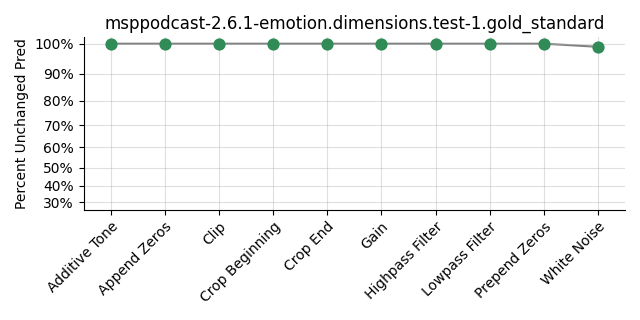 msppodcast-2.6.1-emotion.dimensions.test-1.gold_standard
Percent Unchanged Pred
100%
90%
80%
70%
60%
50%
40%
30%
Additive Tone
Append Zeros
Clip
Crop Beginning
Crop End
Gain
Highpass Filter
Lowpass Filter
Prepend Zeros
White Noise